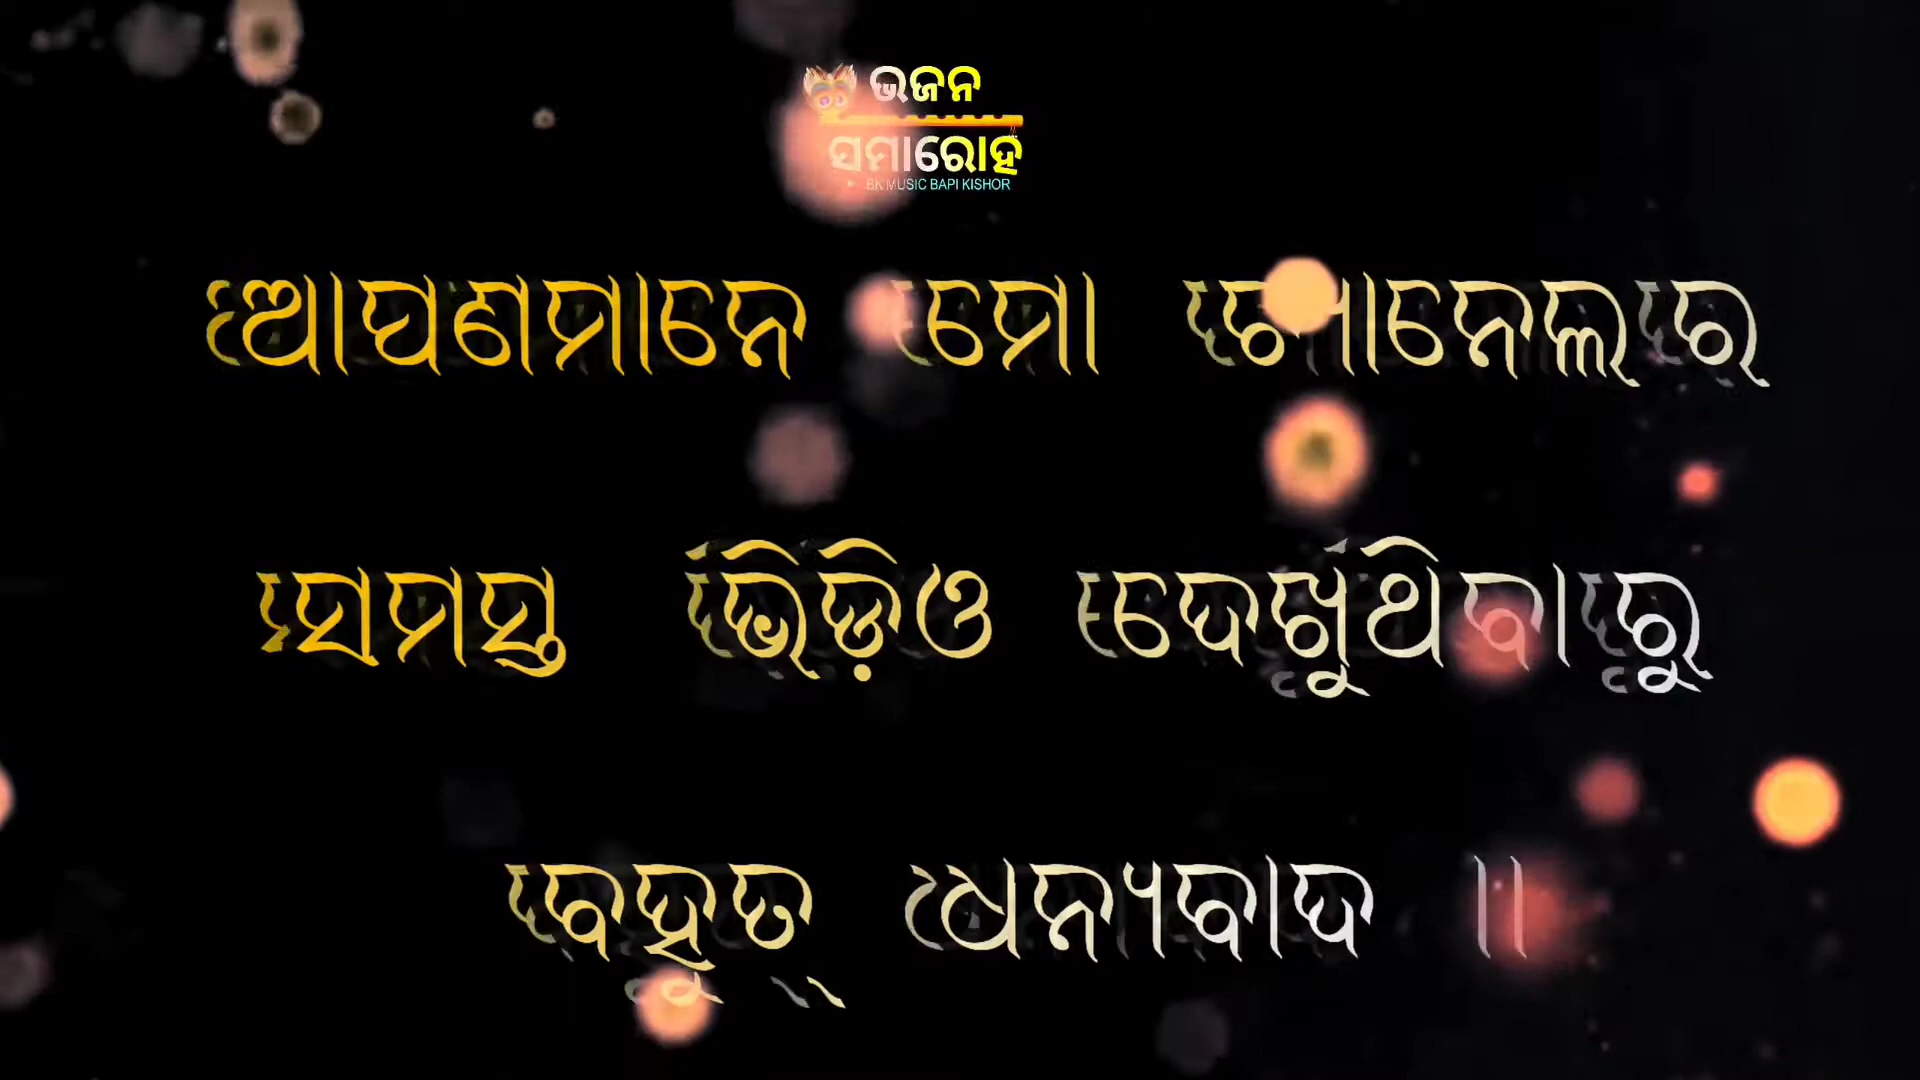 ଭଜନ
ସମାରୋହ
BK MUSIC BAPI KISHOR
ଆପଣମାନେ ମୋ ଚ୍ୟାନେଲର
ସମସ୍ତ ଭିଡ଼ିଓ ଦେଖୁଥିବାରୁ
ବହୁତ୍ ଧନ୍ୟବାଦ ॥